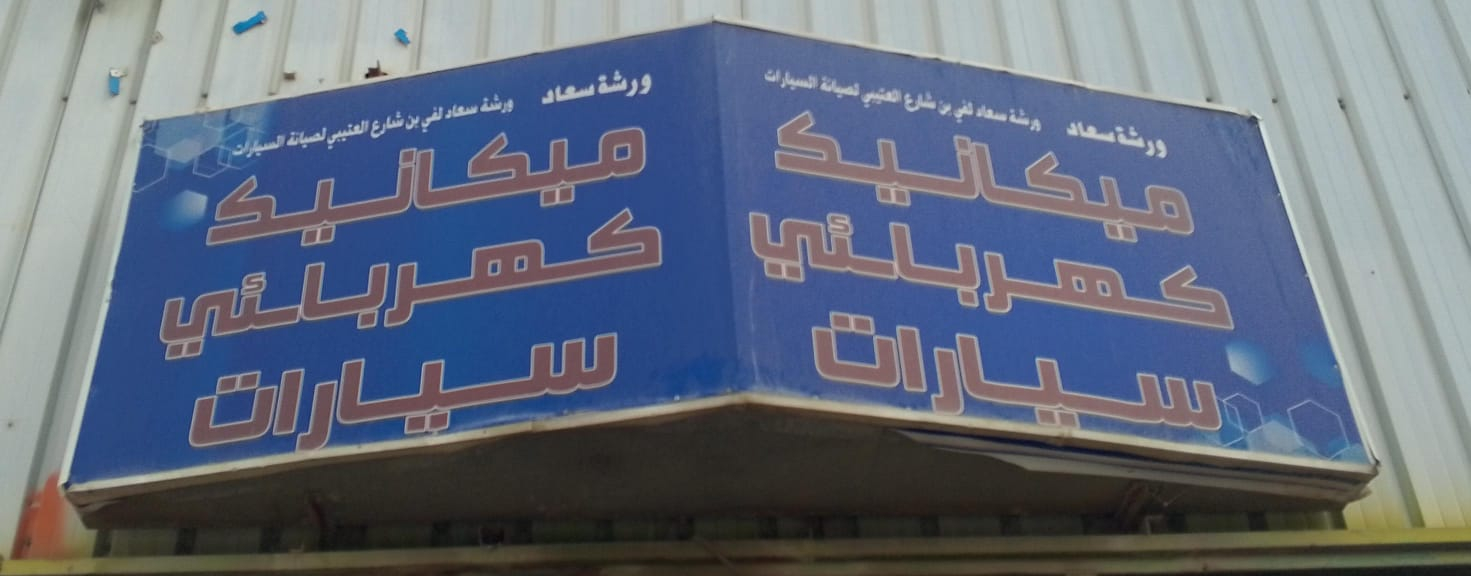 ورشة سعاد ورشة سعاد لفي بن شارع العتيبي لصيانة السيارات
ميكانيك
كهربائي
سيارات
ورشة سعاد ورشة سعاد لفي بن شارع العتيبي لصيانة السيارات
ميكانيك
كهربائي
سيارات